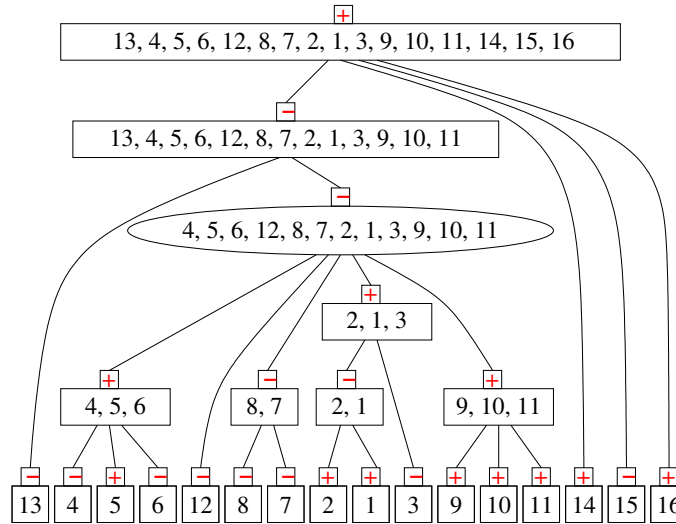 +
13, 4, 5, 6, 12, 8, 7, 2, 1, 3, 9, 10, 11, 14, 15, 16
−
13, 4, 5, 6, 12, 8, 7, 2, 1, 3, 9, 10, 11
−
4, 5, 6, 12, 8, 7, 2, 1, 3, 9, 10, 11
+
2, 1, 3
+ − − +
4, 5, 6 8, 7 2, 1 9, 10, 11
− − + − − − − + + − + + + + − +
13 4 5 6 12 8 7 2 1 3 9 10 11 14 15 16